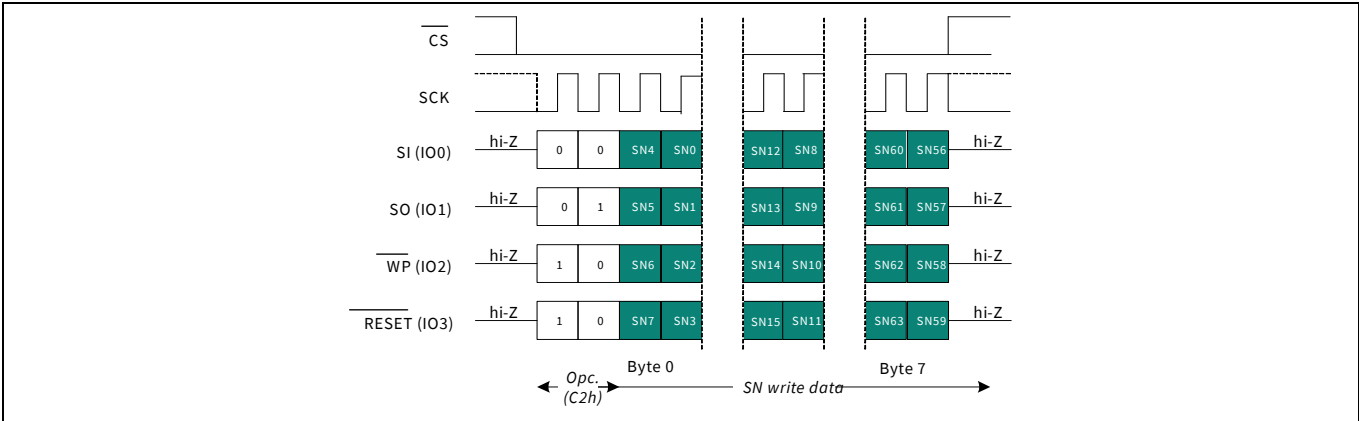 CS
SCK
SI (IO0) hi-Z 0 0 SN4 SN0 SN12 SN8 SN60 SN56 hi-Z
SO (IO1) hi-Z 0 1 SN5 SN1 SN13 SN9 SN61 SN57 hi-Z
WP (IO2) hi-Z 1 0 SN6 SN2 SN14 SN10 SN62 SN58 hi-Z
RESET (IO3) hi-Z 1 0 SN7 SN3 SN15 SN11 SN63 SN59 hi-Z
Byte 0 Byte 7
Opc. SN write data
(C2h)